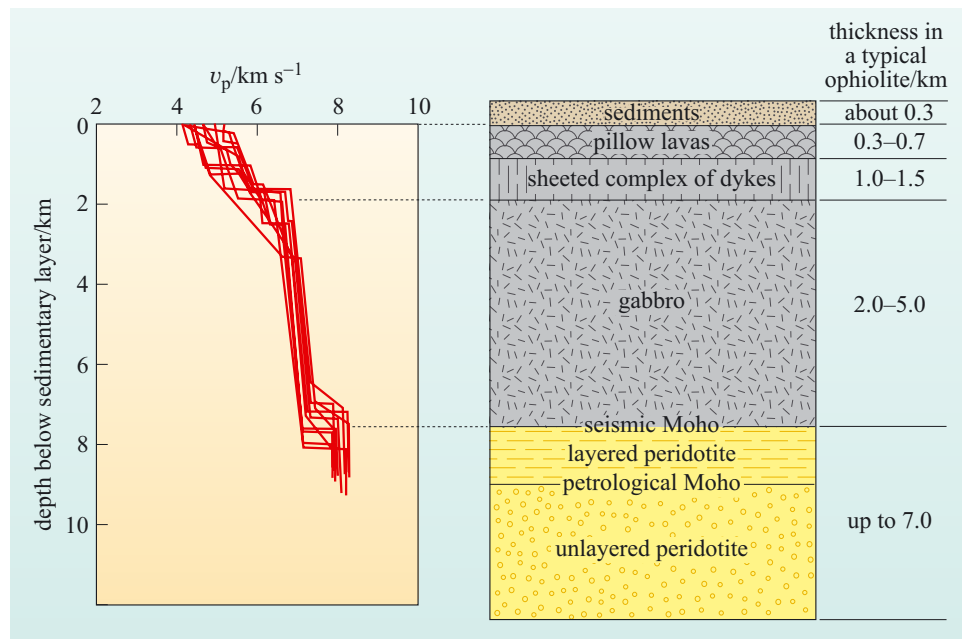 thickness in
a typical
ophiolite/km
vp/km s⁻¹
2 4 6 8 10
0
2
4
6
8
10
depth below sedimentary layer/km
sediments
about 0.3
pillow lavas
0.3–0.7
sheeted complex of dykes
1.0–1.5
gabbro
2.0–5.0
seismic Moho
layered peridotite
petrological Moho
unlayered peridotite
up to 7.0